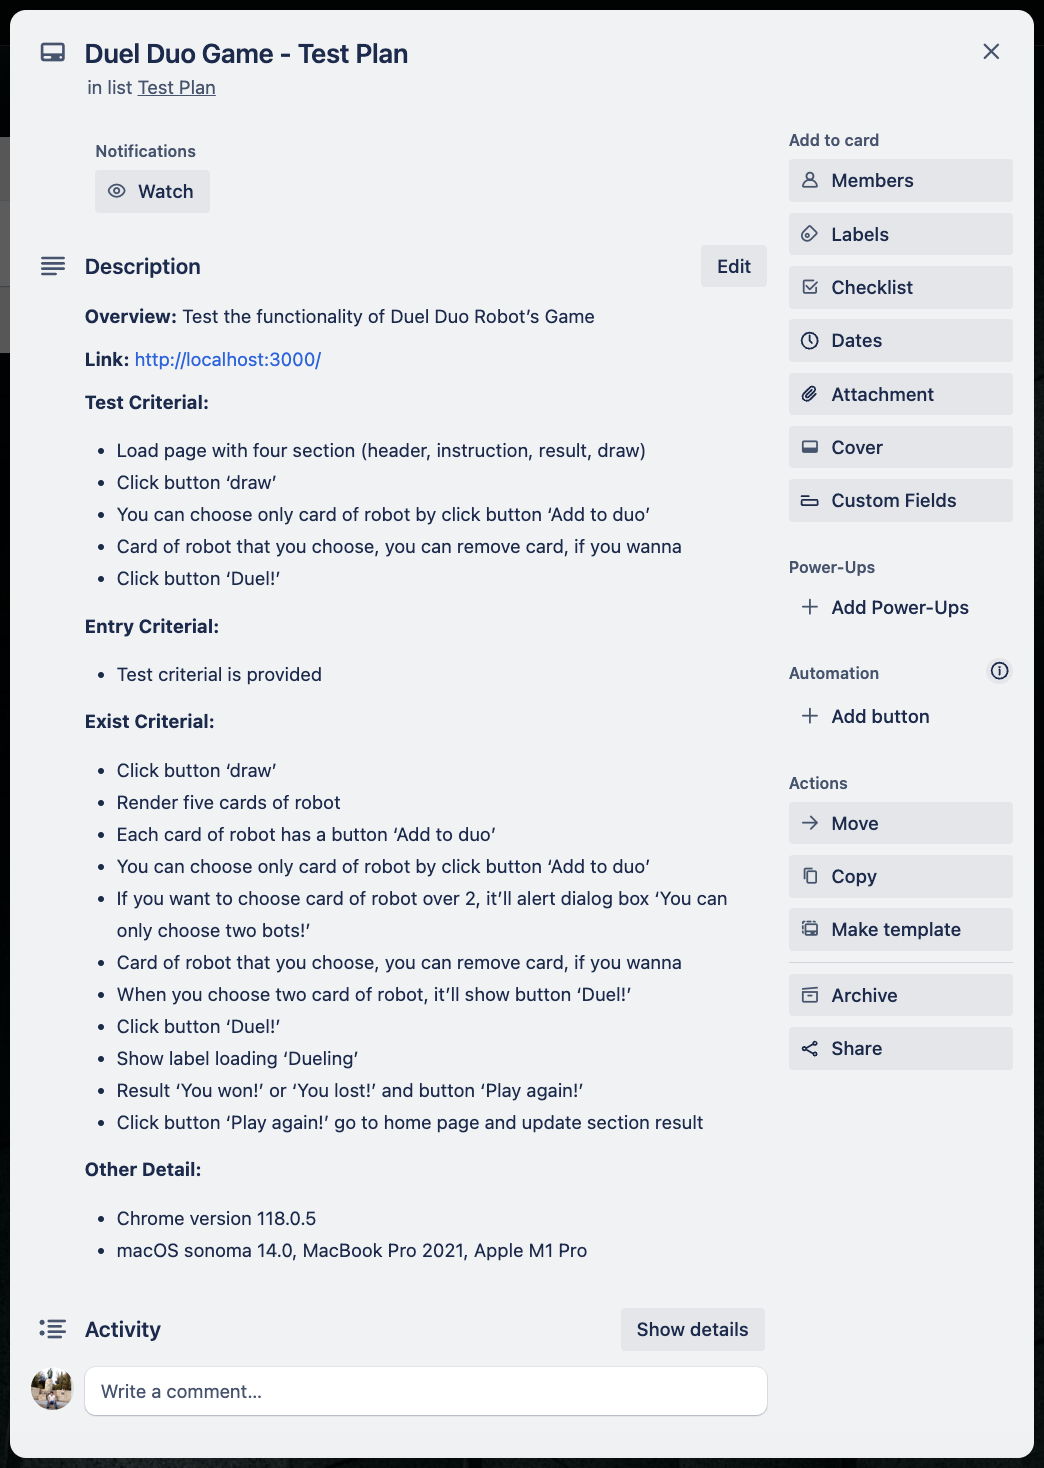 Duel Duo Game - Test Plan
in list Test Plan
Notifications
Watch
Description
Edit
Overview: Test the functionality of Duel Duo Robot’s Game
Link: http://localhost:3000/
Test Criterial:
• Load page with four section (header, instruction, result, draw)
• Click button ‘draw’
• You can choose only card of robot by click button ‘Add to duo’
• Card of robot that you choose, you can remove card, if you wanna
• Click button ‘Duel!’
Entry Criterial:
• Test criterial is provided
Exist Criterial:
• Click button ‘draw’
• Render five cards of robot
• Each card of robot has a button ‘Add to duo’
• You can choose only card of robot by click button ‘Add to duo’
• If you want to choose card of robot over 2, it’ll alert dialog box ‘You can
only choose two bots!’
• Card of robot that you choose, you can remove card, if you wanna
• When you choose two card of robot, it’ll show button ‘Duel!’
• Click button ‘Duel!’
• Show label loading ‘Dueling’
• Result ‘You won!’ or ‘You lost!’ and button ‘Play again!’
• Click button ‘Play again!’ go to home page and update section result
Other Detail:
• Chrome version 118.0.5
• macOS sonoma 14.0, MacBook Pro 2021, Apple M1 Pro
Activity
Show details
Write a comment…
Add to card
Members
Labels
Checklist
Dates
Attachment
Cover
Custom Fields
Power-Ups
Add Power-Ups
Automation
Add button
Actions
Move
Copy
Make template
Archive
Share